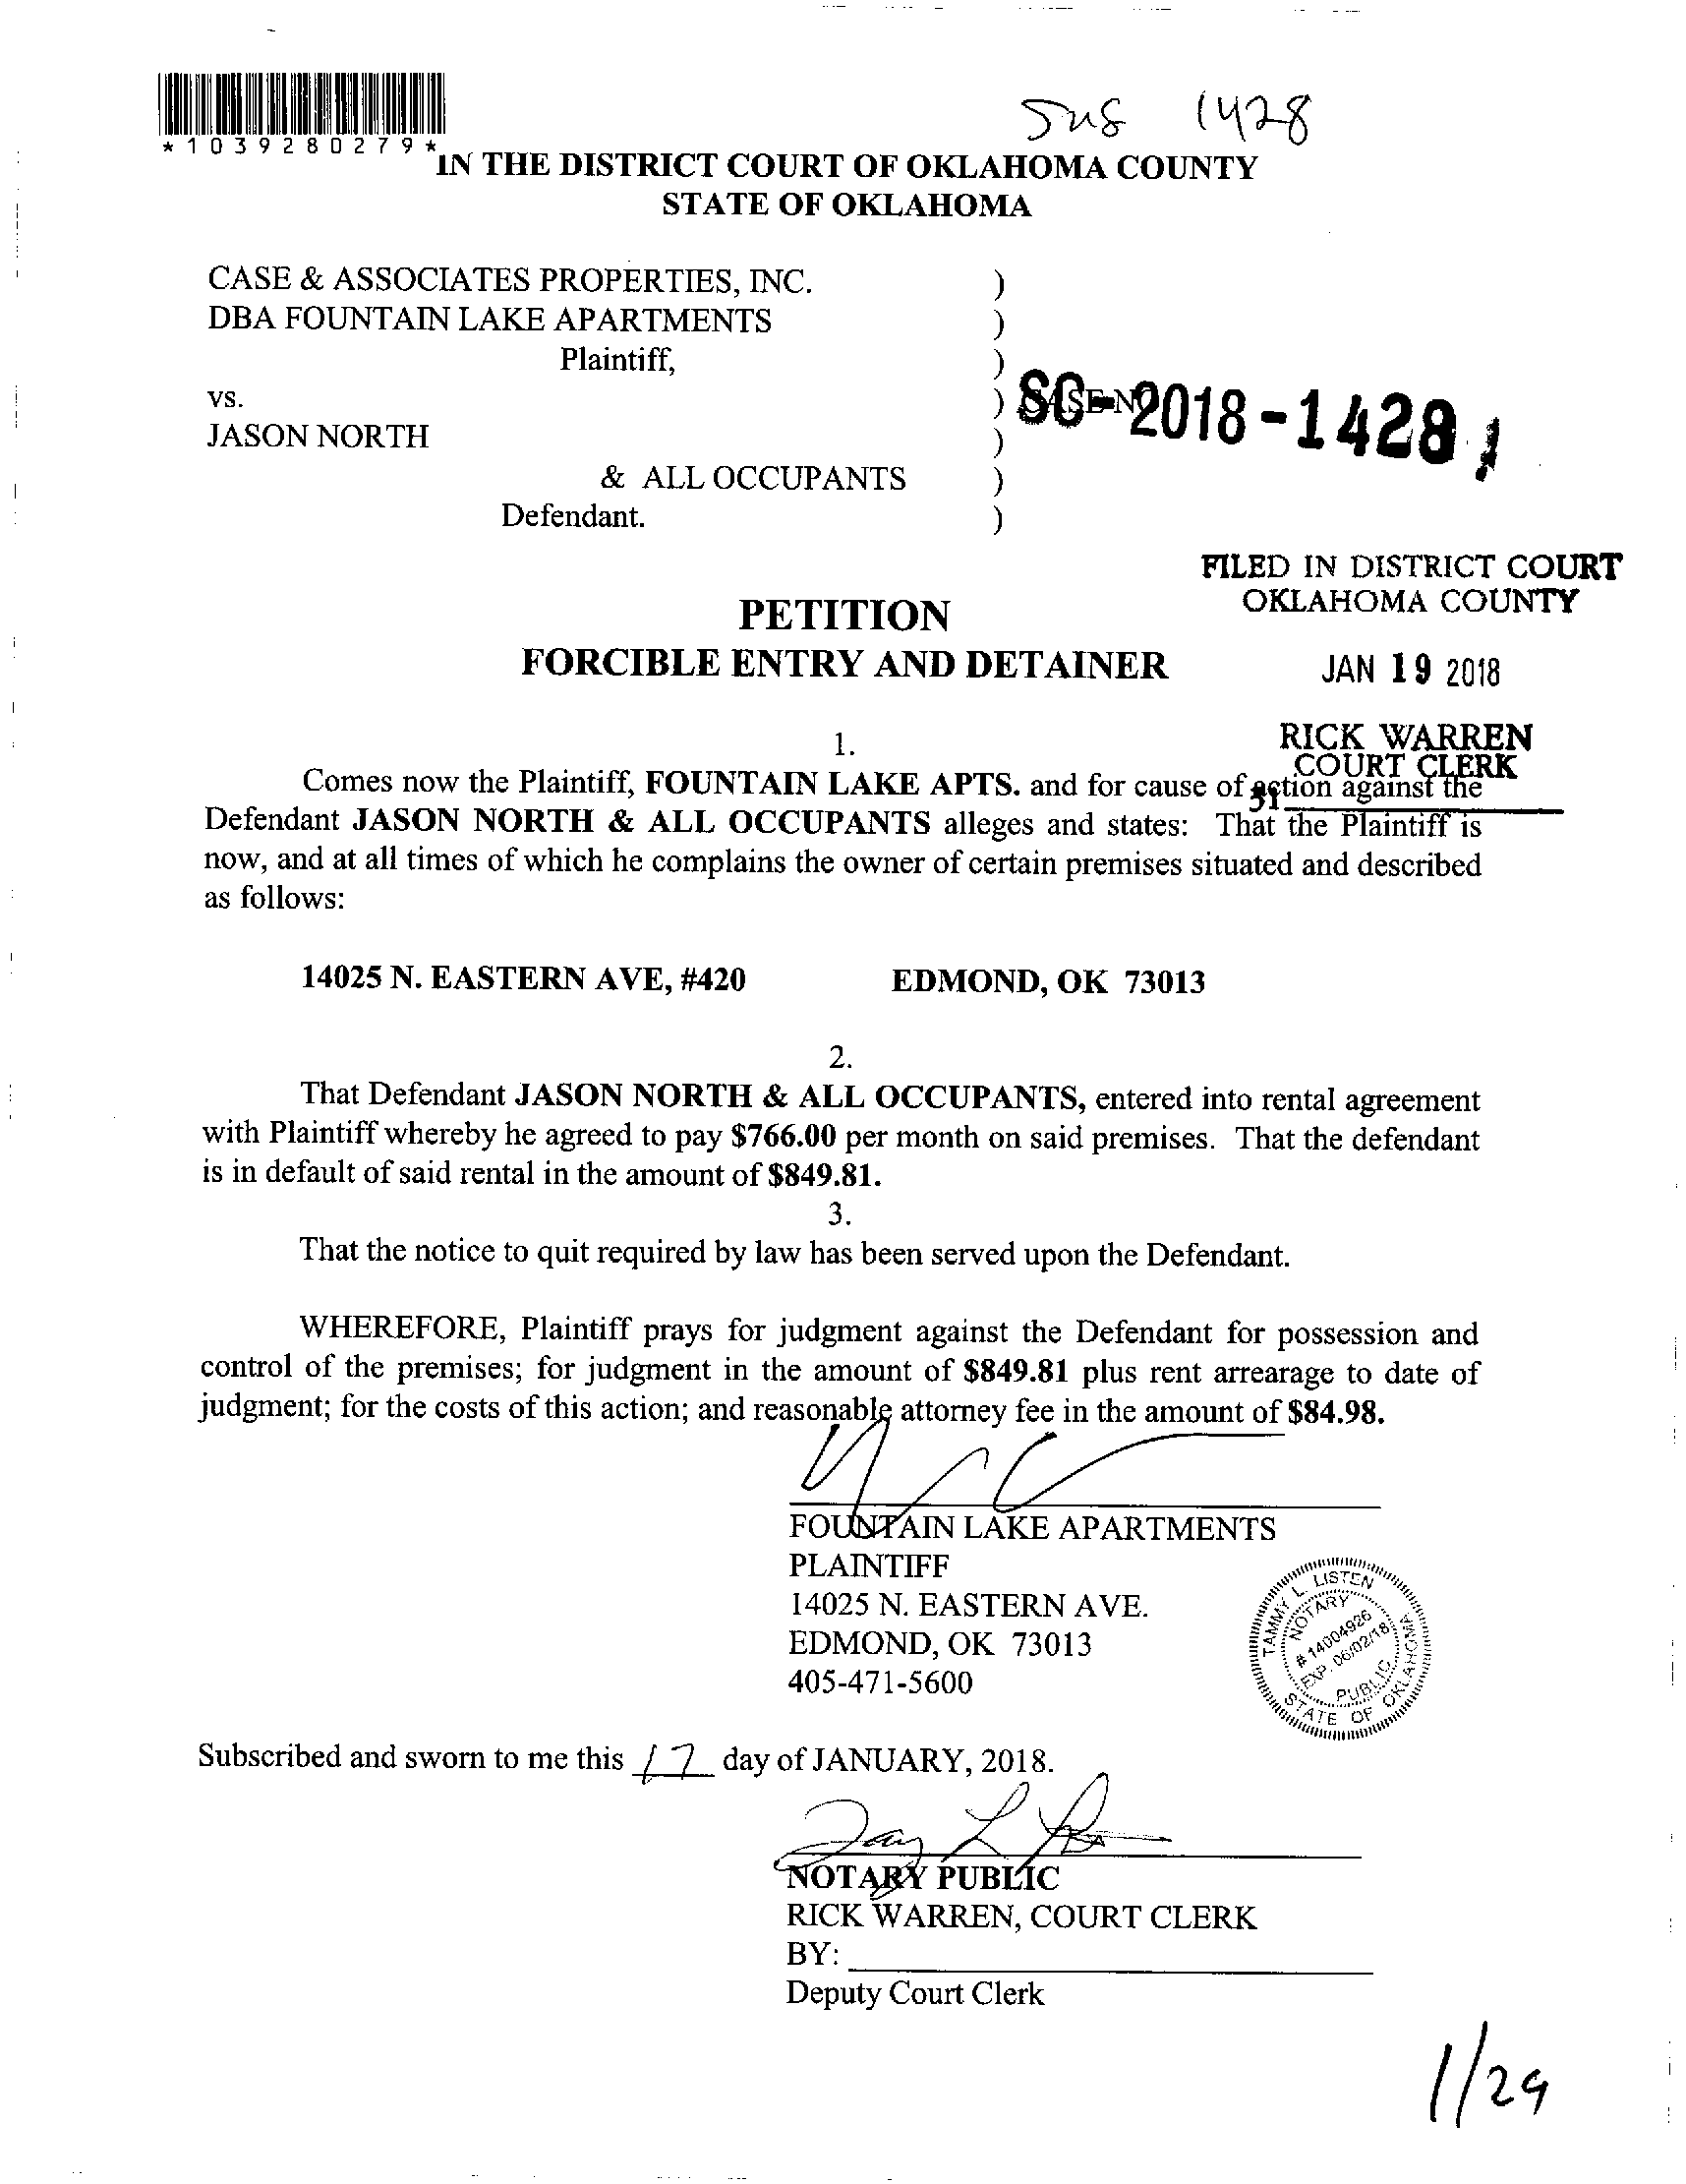 1428
*1039280279*
IN THE DISTRICT COURT OF OKLAHOMA COUNTY
STATE OF OKLAHOMA
CASE & ASSOCIATES PROPERTIES, INC. )
DBA FOUNTAIN LAKE APARTMENTS )
Plaintiff, )
vs. ) CASE NO SC-2018-1428
JASON NORTH )
& ALL OCCUPANTS )
Defendant. )
FILED IN DISTRICT COURT
OKLAHOMA COUNTY
PETITION
FORCIBLE ENTRY AND DETAINER
JAN 19 2018
RICK WARREN
COURT CLERK
1.
Comes now the Plaintiff, FOUNTAIN LAKE APTS. and for cause of action against the
Defendant JASON NORTH & ALL OCCUPANTS alleges and states: That the Plaintiff is
now, and at all times of which he complains the owner of certain premises situated and described
as follows:
14025 N. EASTERN AVE, #420 EDMOND, OK 73013
2.
That Defendant JASON NORTH & ALL OCCUPANTS, entered into rental agreement
with Plaintiff whereby he agreed to pay $766.00 per month on said premises. That the defendant
is in default of said rental in the amount of $849.81.
3.
That the notice to quit required by law has been served upon the Defendant.
WHEREFORE, Plaintiff prays for judgment against the Defendant for possession and
control of the premises; for judgment in the amount of $849.81 plus rent arrearage to date of
judgment; for the costs of this action; and reasonable attorney fee in the amount of $84.98.
FOUNTAIN LAKE APARTMENTS
PLAINTIFF
14025 N. EASTERN AVE.
EDMOND, OK 73013
405-471-5600
TAMMY L. LISTEN
NOTARY
# 14004926
EXP. 06/02/18
PUBLIC
STATE OF OKLAHOMA
Subscribed and sworn to me this 17 day of JANUARY, 2018.
NOTARY PUBLIC
RICK WARREN, COURT CLERK
BY:
Deputy Court Clerk
1/29